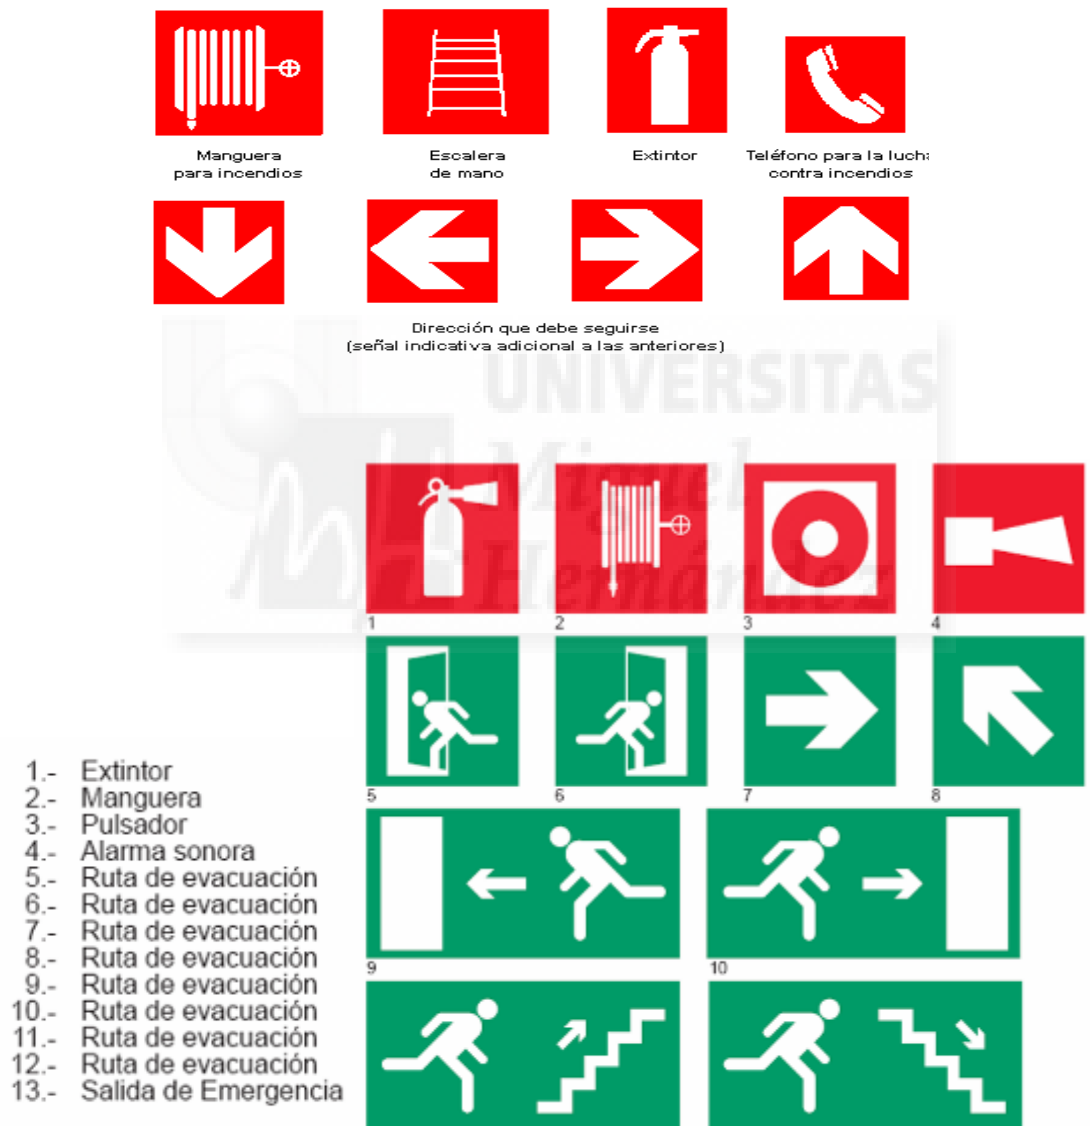 Manguera
para incendios
Escalera
de mano
Extintor
Teléfono para la lucha
contra incendios
Dirección que debe seguirse
(señal indicativa adicional a las anteriores)
UNIVERSITAS
Miguel
Hernández
1
2
3
4
5
6
7
8
9
10
1.- Extintor
2.- Manguera
3.- Pulsador
4.- Alarma sonora
5.- Ruta de evacuación
6.- Ruta de evacuación
7.- Ruta de evacuación
8.- Ruta de evacuación
9.- Ruta de evacuación
10.- Ruta de evacuación
11.- Ruta de evacuación
12.- Ruta de evacuación
13.- Salida de Emergencia